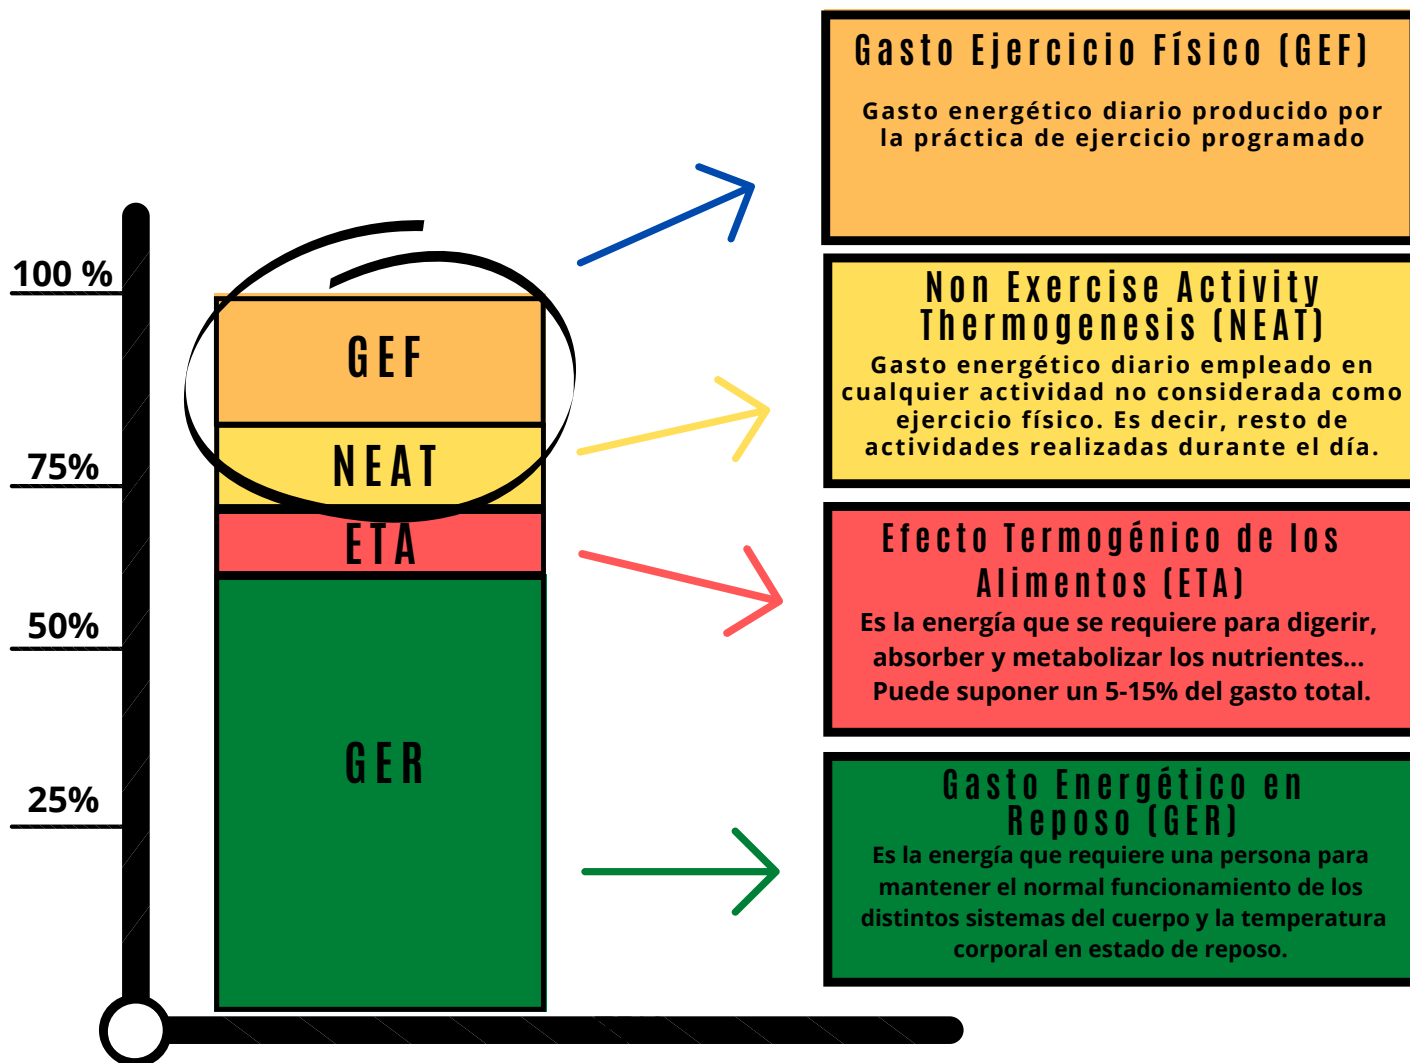 100 %
75%
50%
25%
GEF
NEAT
ETA
GER
Gasto Ejercicio Físico (GEF)
Gasto energético diario producido por
la práctica de ejercicio programado
Non Exercise Activity
Thermogenesis (NEAT)
Gasto energético diario empleado en
cualquier actividad no considerada como
ejercicio físico. Es decir, resto de
actividades realizadas durante el día.
Efecto Termogénico de los
Alimentos (ETA)
Es la energía que se requiere para digerir,
absorber y metabolizar los nutrientes...
Puede suponer un 5-15% del gasto total.
Gasto Energético en
Reposo (GER)
Es la energía que requiere una persona para
mantener el normal funcionamiento de los
distintos sistemas del cuerpo y la temperatura
corporal en estado de reposo.